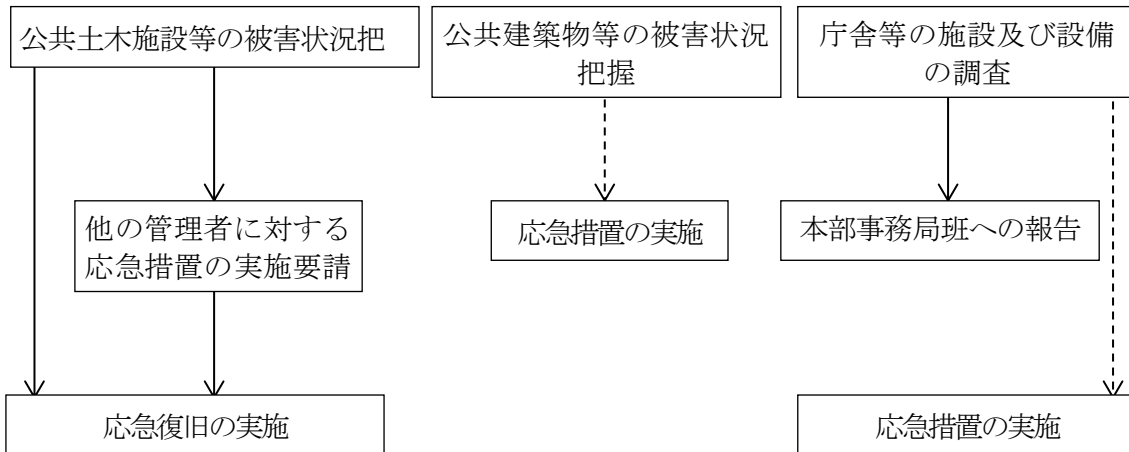 公共土木施設等の被害状況把
公共建築物等の被害状況
把握
庁舎等の施設及び設備
の調査
他の管理者に対する
応急措置の実施要請
応急措置の実施
本部事務局班への報告
応急復旧の実施
応急措置の実施